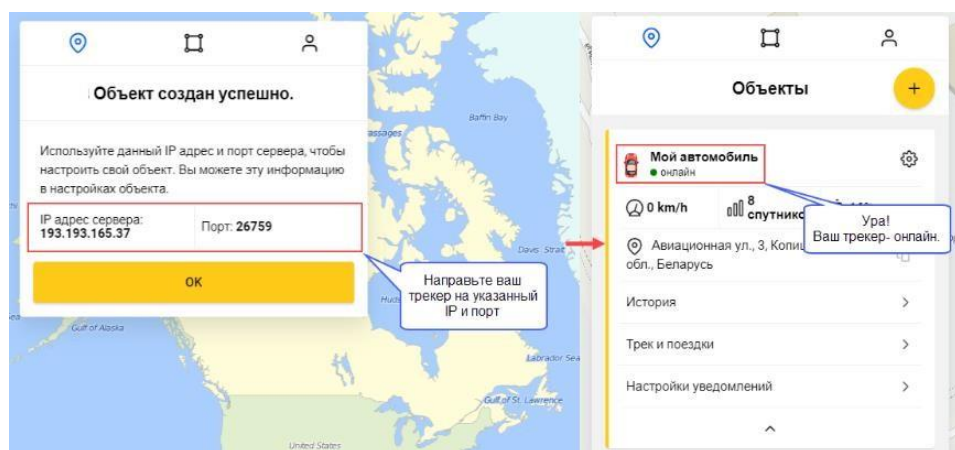 Объект создан успешно.
Используйте данный IP адрес и порт сервера, чтобы
настроить свой объект. Вы можете эту информацию
в настройках объекта.
IP адрес сервера:
193.193.165.37
Порт: 26759
OK
Направьте ваш
трекер на указанный
IP и порт
Baffin Bay
Davis Strait
Gulf of Alaska
Labrador Sea
Gulf of St. Lawrence
United States
Объекты
+
Мой автомобиль
онлайн
0 km/h
8
Ура!
Ваш трекер- онлайн.
Авиационная ул., 3,
обл., Беларусь
История
Трек и поездки
Настройки уведомлений